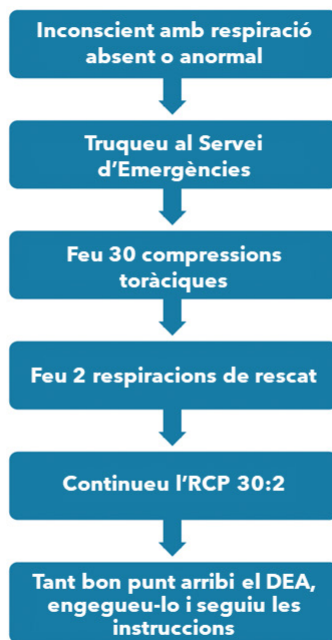 Inconscient amb respiració
absent o anormal
Truqueu al Servei
d’Emergències
Feu 30 compressions
toràciques
Feu 2 respiracions de rescat
Continueu l’RCP 30:2
Tant bon punt arribi el DEA,
engegueu-lo i seguiu les
instruccions